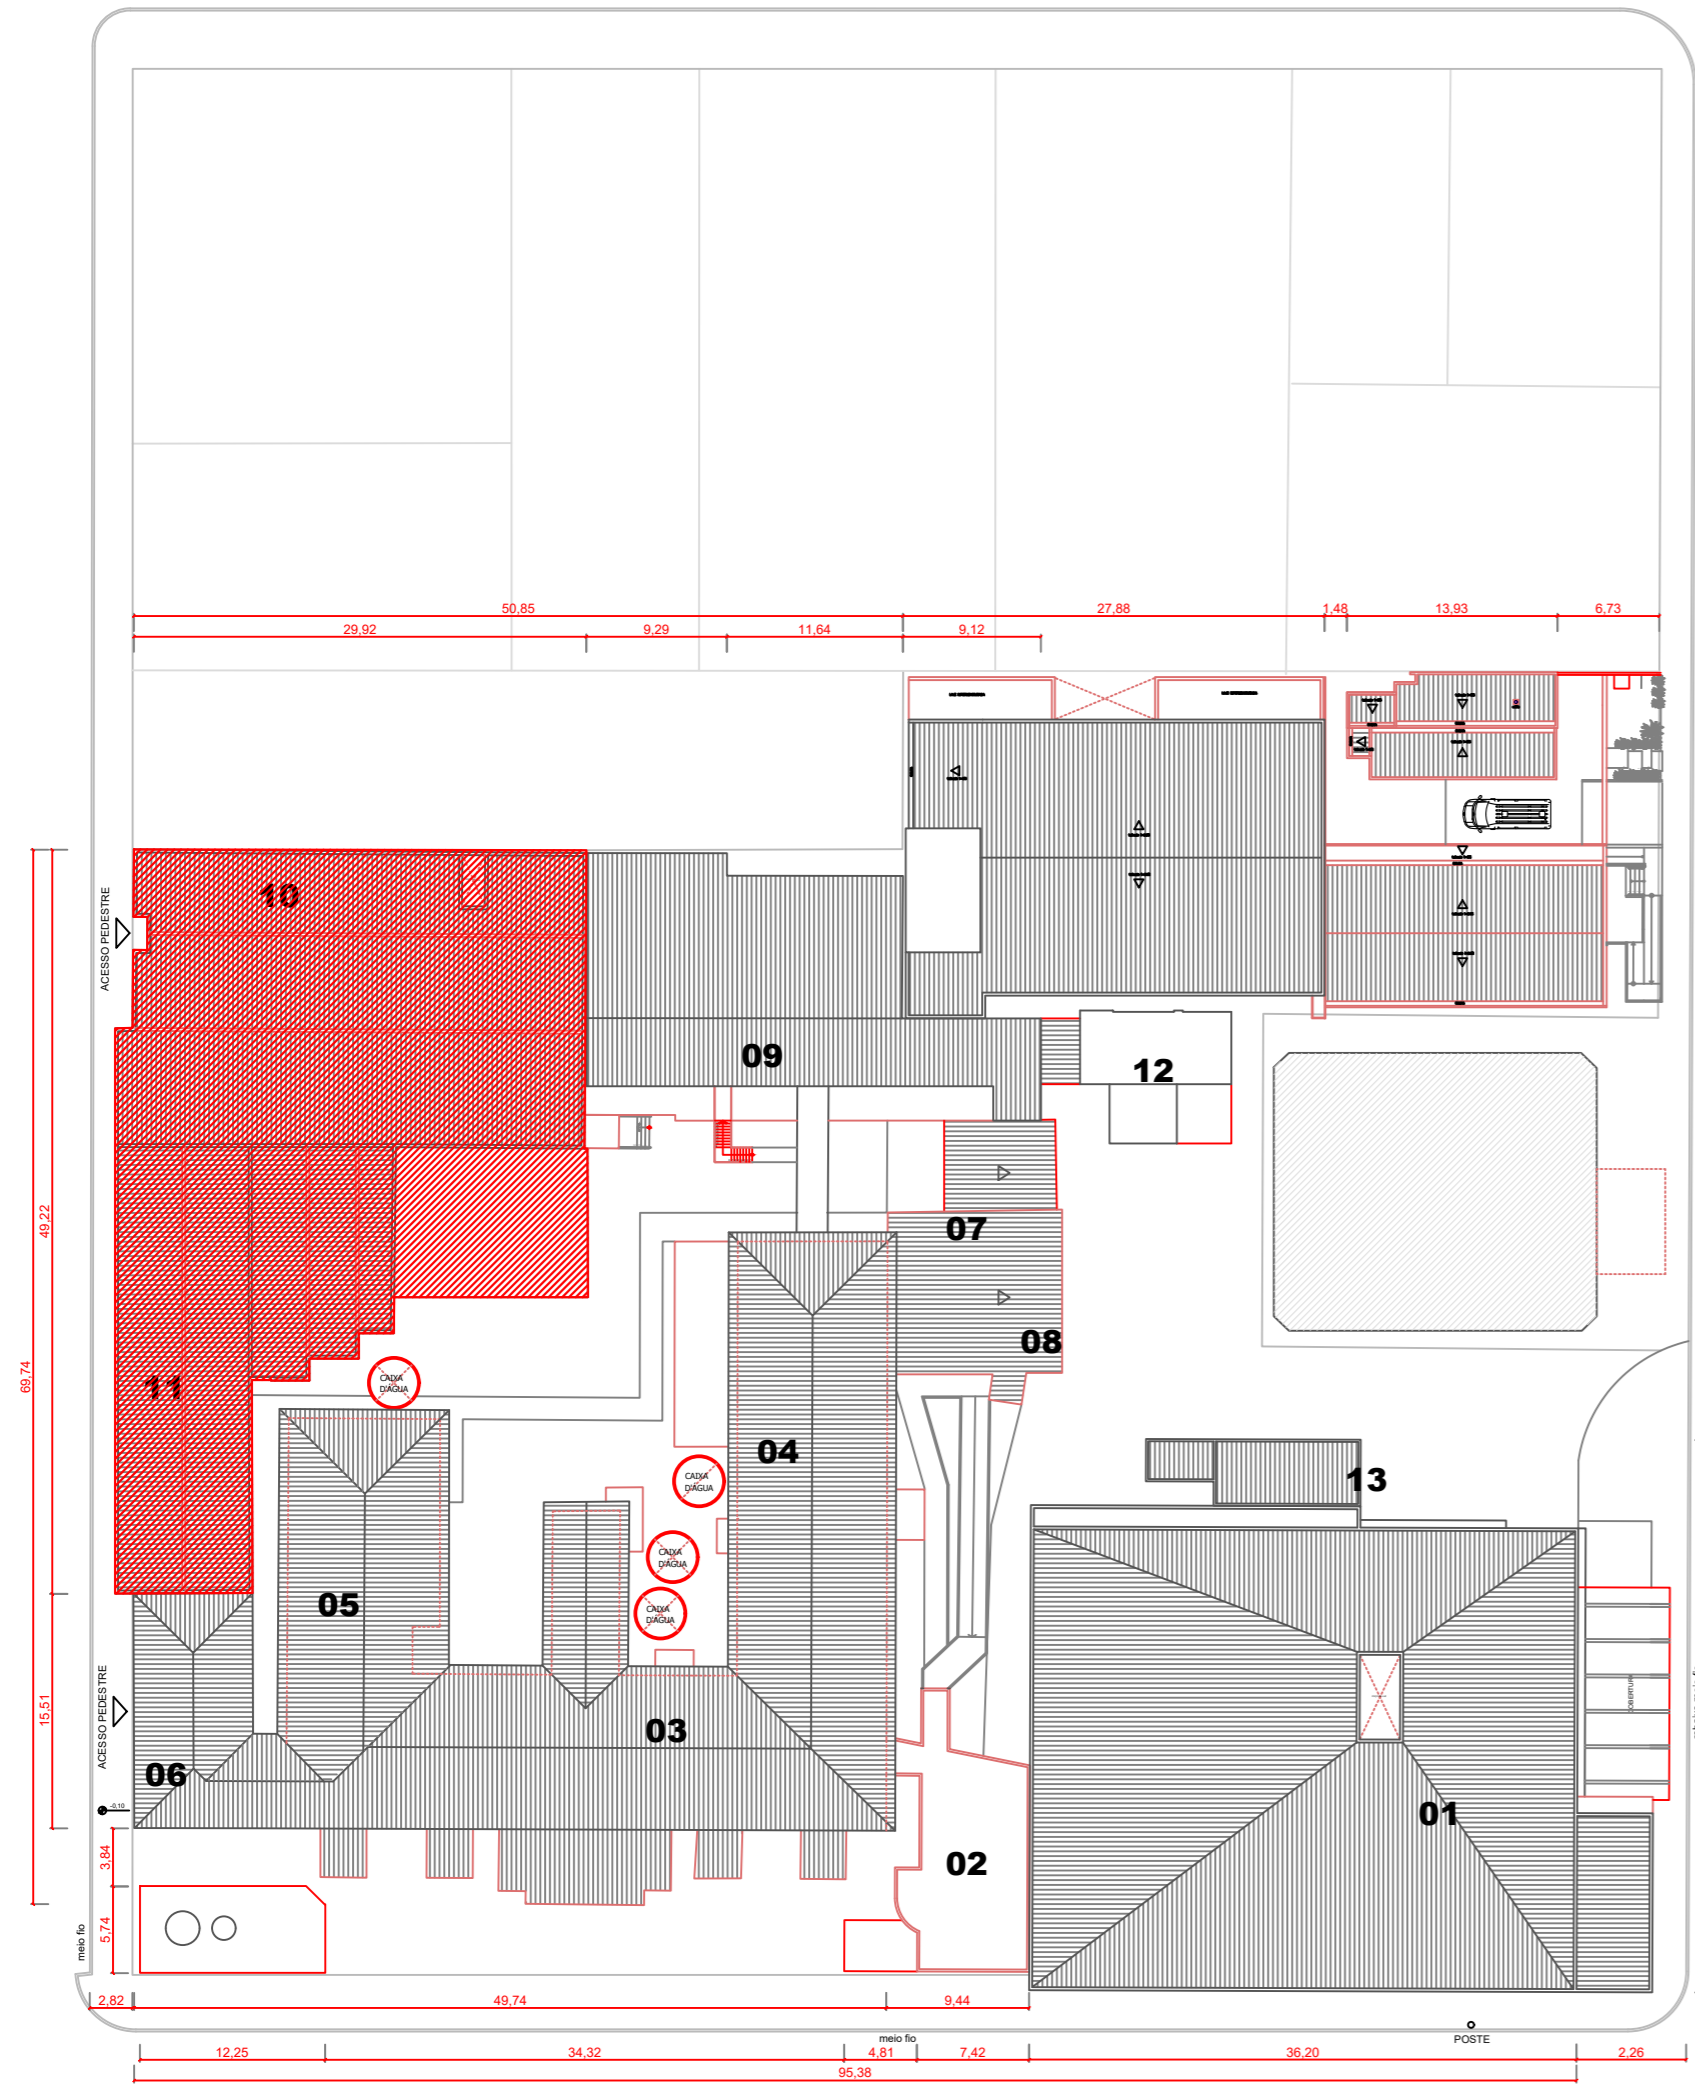 50,85
27,88
1,48
13,93
6,73
29,92
9,29
11,64
9,12
10
ACESSO PEDESTRE
09
12
49,22
07
08
69,74
CAIXA
D'ÁGUA
11
04
CAIXA
D'ÁGUA
13
CAIXA
D'ÁGUA
05
CAIXA
D'ÁGUA
COBERTURA
15,51
ACESSO PEDESTRE
03
06
-0,10
01
3,84
02
5,74
meio fio
2,82
49,74
9,44
meio fio
POSTE
12,25
34,32
4,81
7,42
36,20
2,26
95,38